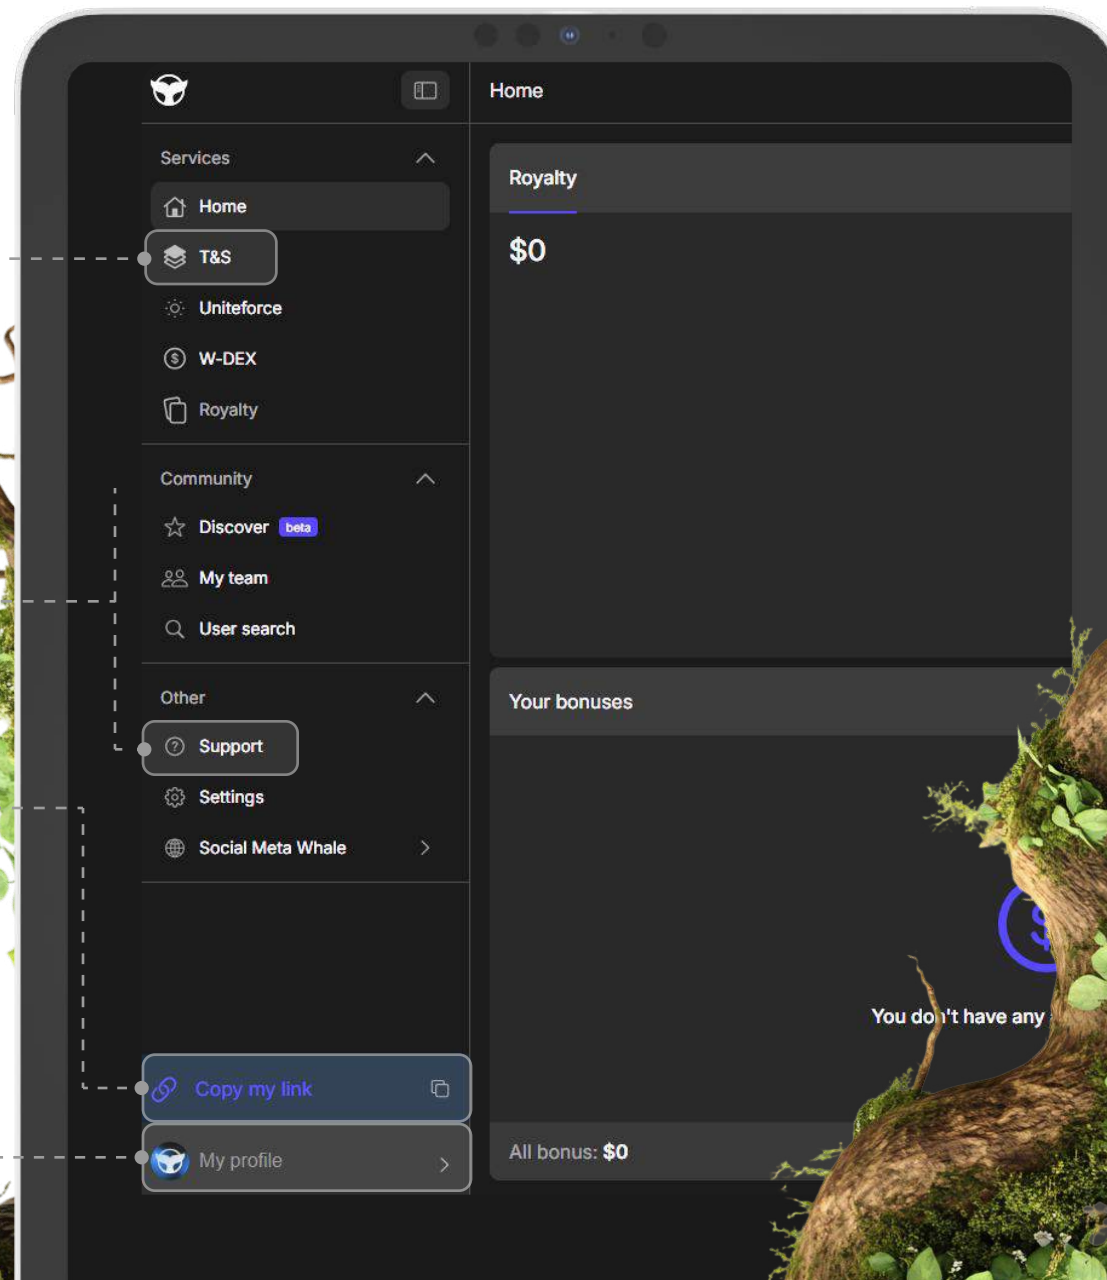 Home
Services
Home
T&S
Uniteforce
W-DEX
Royalty
Community
Discover beta
My team
User search
Other
Support
Settings
Social Meta Whale
Copy my link
My profile
Royalty
$0
Your bonuses
You don't have any
All bonus: $0